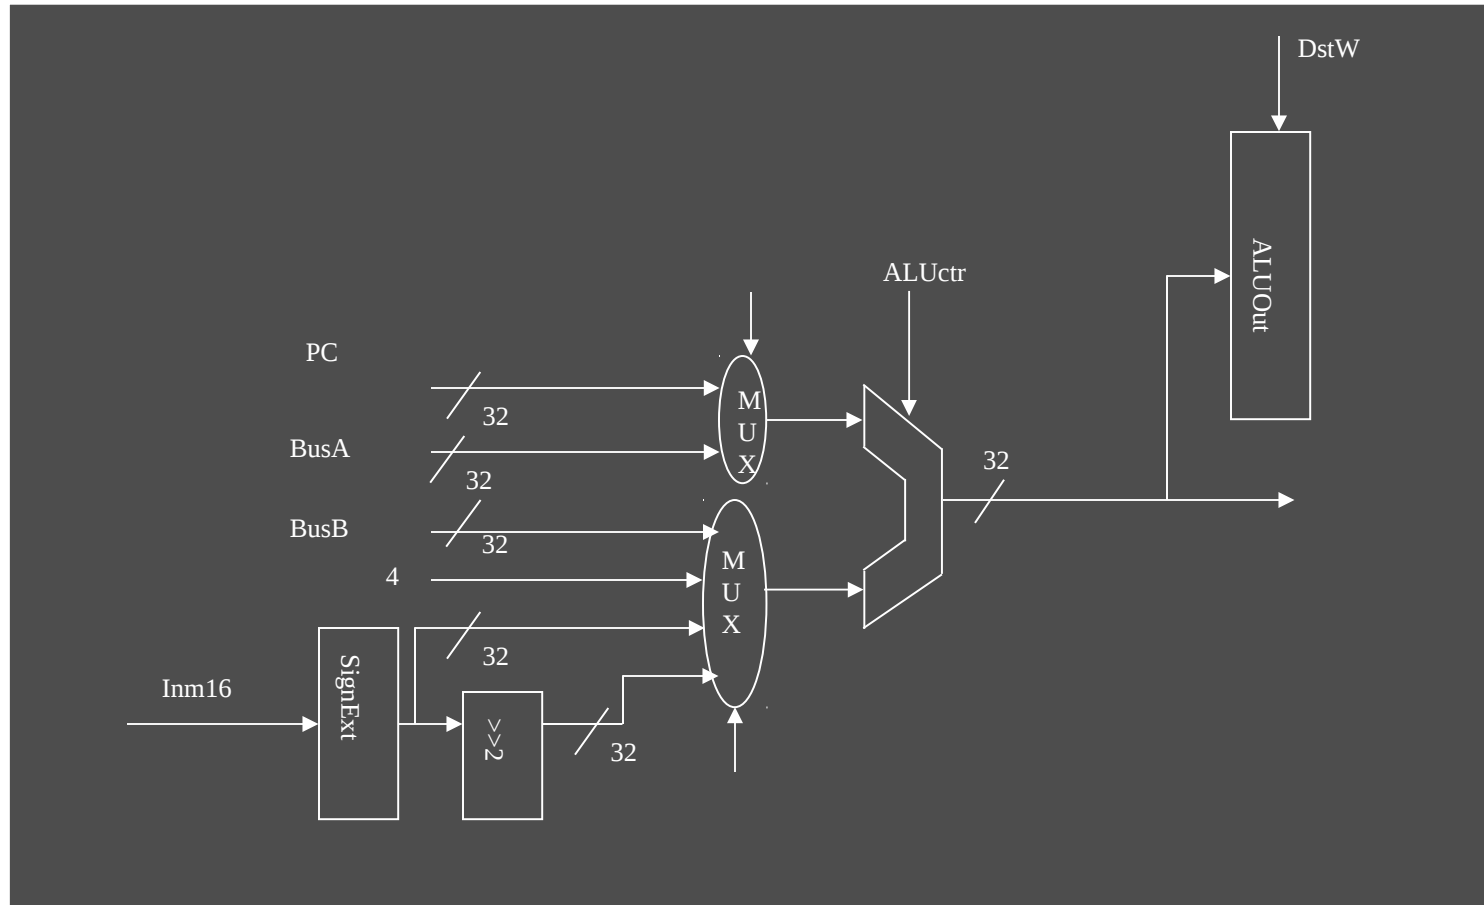 DstW
ALUOut
ALUctr
PC
32
M
U
X
BusA
32
32
BusB
32
4
M
U
X
32
SignExt
Inm16
>>2
32